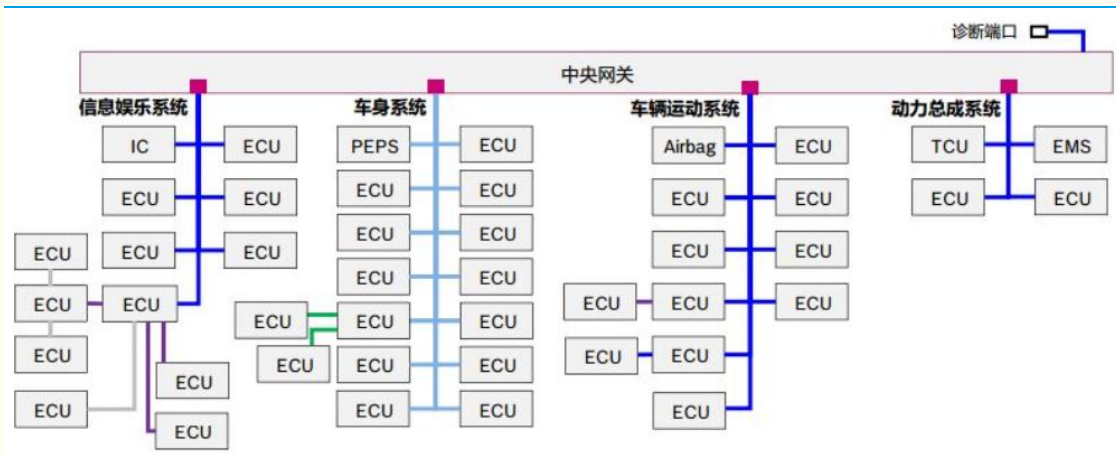 诊断端口
中央网关
信息娱乐系统 车身系统 车辆运动系统 动力总成系统
IC ECU PEPS ECU Airbag ECU TCU EMS
ECU ECU ECU ECU ECU ECU ECU ECU
ECU ECU ECU ECU ECU ECU ECU
ECU ECU
ECU ECU ECU ECU ECU ECU
ECU ECU ECU
ECU ECU ECU ECU ECU ECU
ECU
ECU ECU ECU ECU
ECU